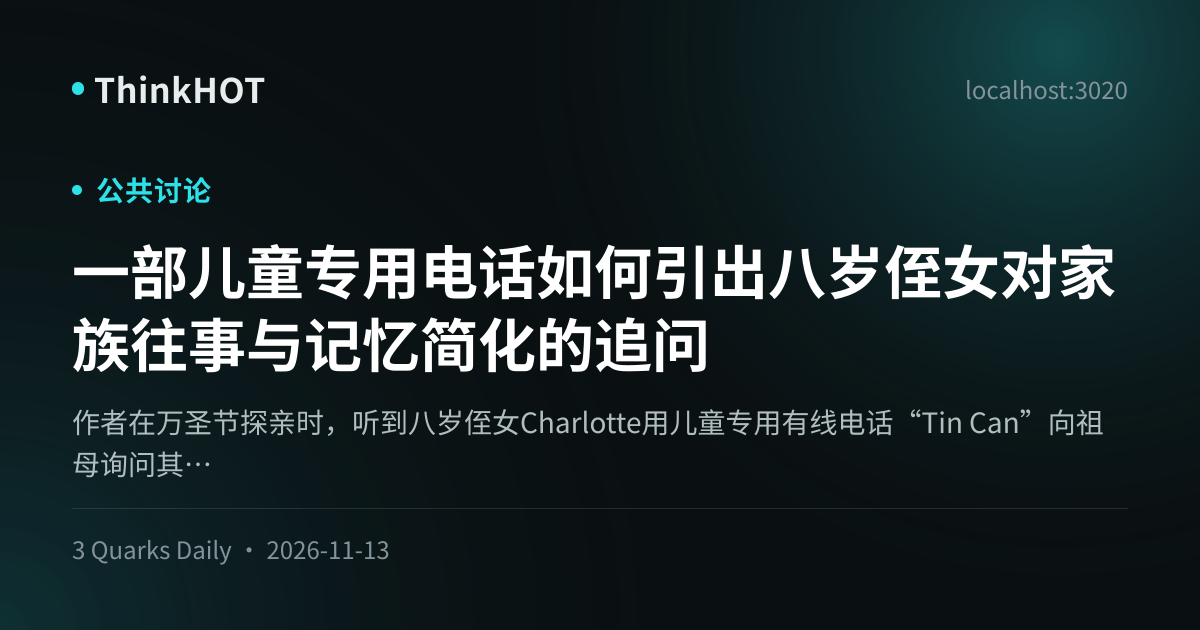 ThinkHOT
localhost:3020
公共讨论
一部儿童专用电话如何引出八岁侄女对家
族往事与记忆简化的追问
作者在万圣节探亲时，听到八岁侄女Charlotte用儿童专用有线电话“Tin Can”向祖
母询问其…
3 Quarks Daily · 2026-11-13